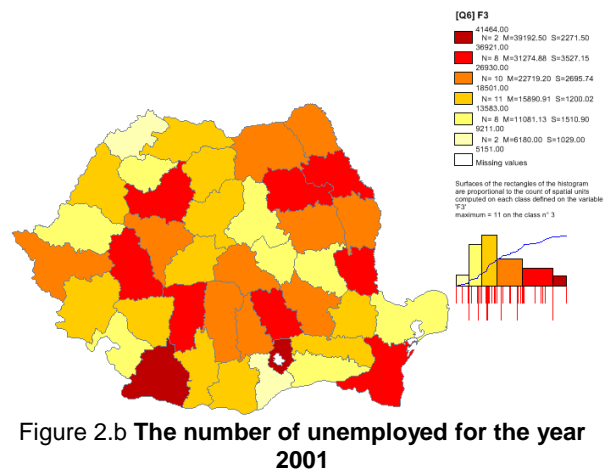 [Q6] F3
41464.00
N= 2 M=39192.50 S=2271.50
36921.00
N= 8 M=31274.88 S=3527.15
26930.00
N= 10 M=22719.20 S=2695.74
18501.00
N= 11 M=15890.91 S=1200.02
13583.00
N= 8 M=11081.13 S=1510.90
9211.00
N= 2 M=6180.00 S=1029.00
5151.00
Missing values
Surfaces of the rectangles of the histogram
are proportional to the count of spatial units
computed on each class defined on the variable
'F3'
maximum = 11 on the class n° 3
Figure 2.b The number of unemployed for the year
2001